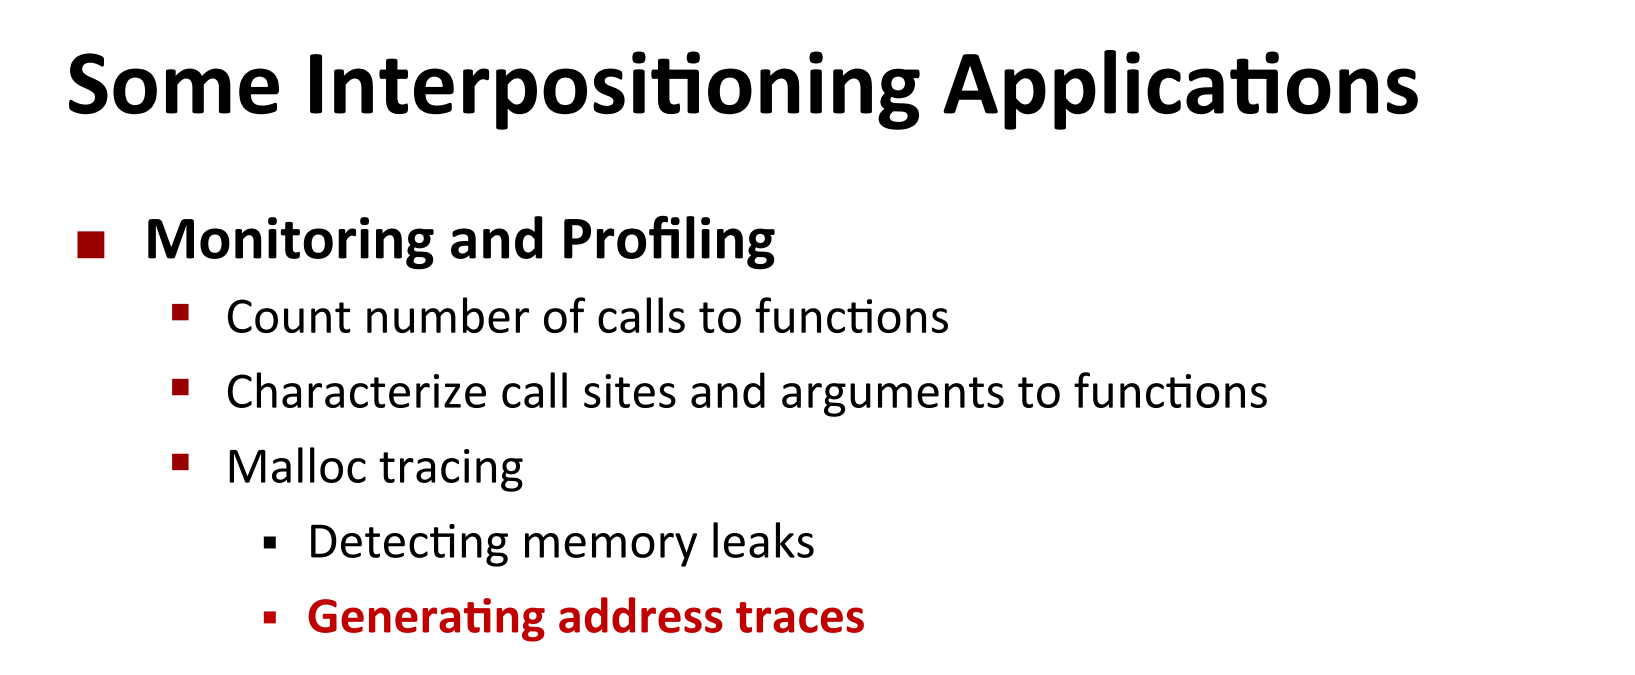 Some Interpositioning Applications
Monitoring and Profiling
Count number of calls to functions
Characterize call sites and arguments to functions
Malloc tracing
Detecting memory leaks
Generating address traces